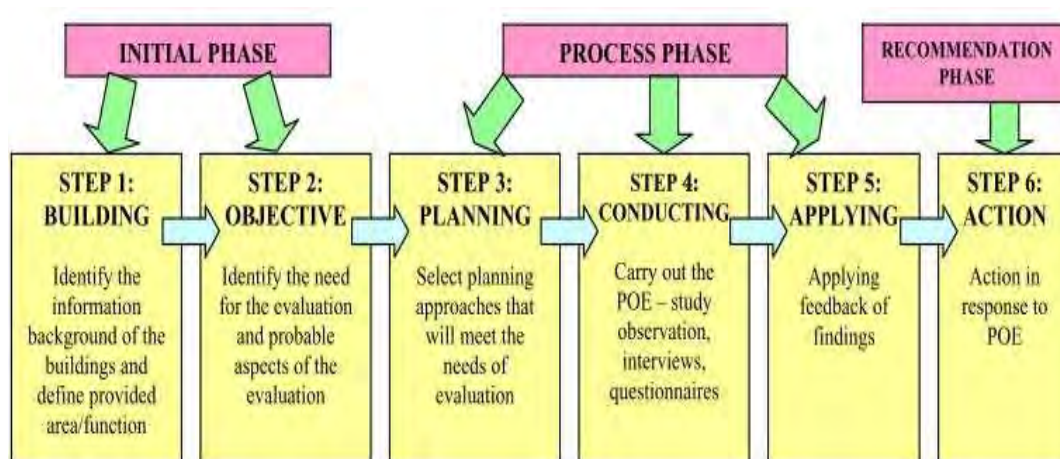 INITIAL PHASE
PROCESS PHASE
RECOMMENDATION
PHASE
STEP 1:
BUILDING
Identify the
information
background of the
buildings and
define provided
area/function
STEP 2:
OBJECTIVE
Identify the need
for the evaluation
and probable
aspects of the
evaluation
STEP 3:
PLANNING
Select planning
approaches that
will meet the
needs of
evaluation
STEP 4:
CONDUCTING
Carry out the
POE – study
observation,
interviews,
questionnaires
STEP 5:
APPLYING
Applying
feedback of
findings
STEP 6:
ACTION
Action in
response to
POE